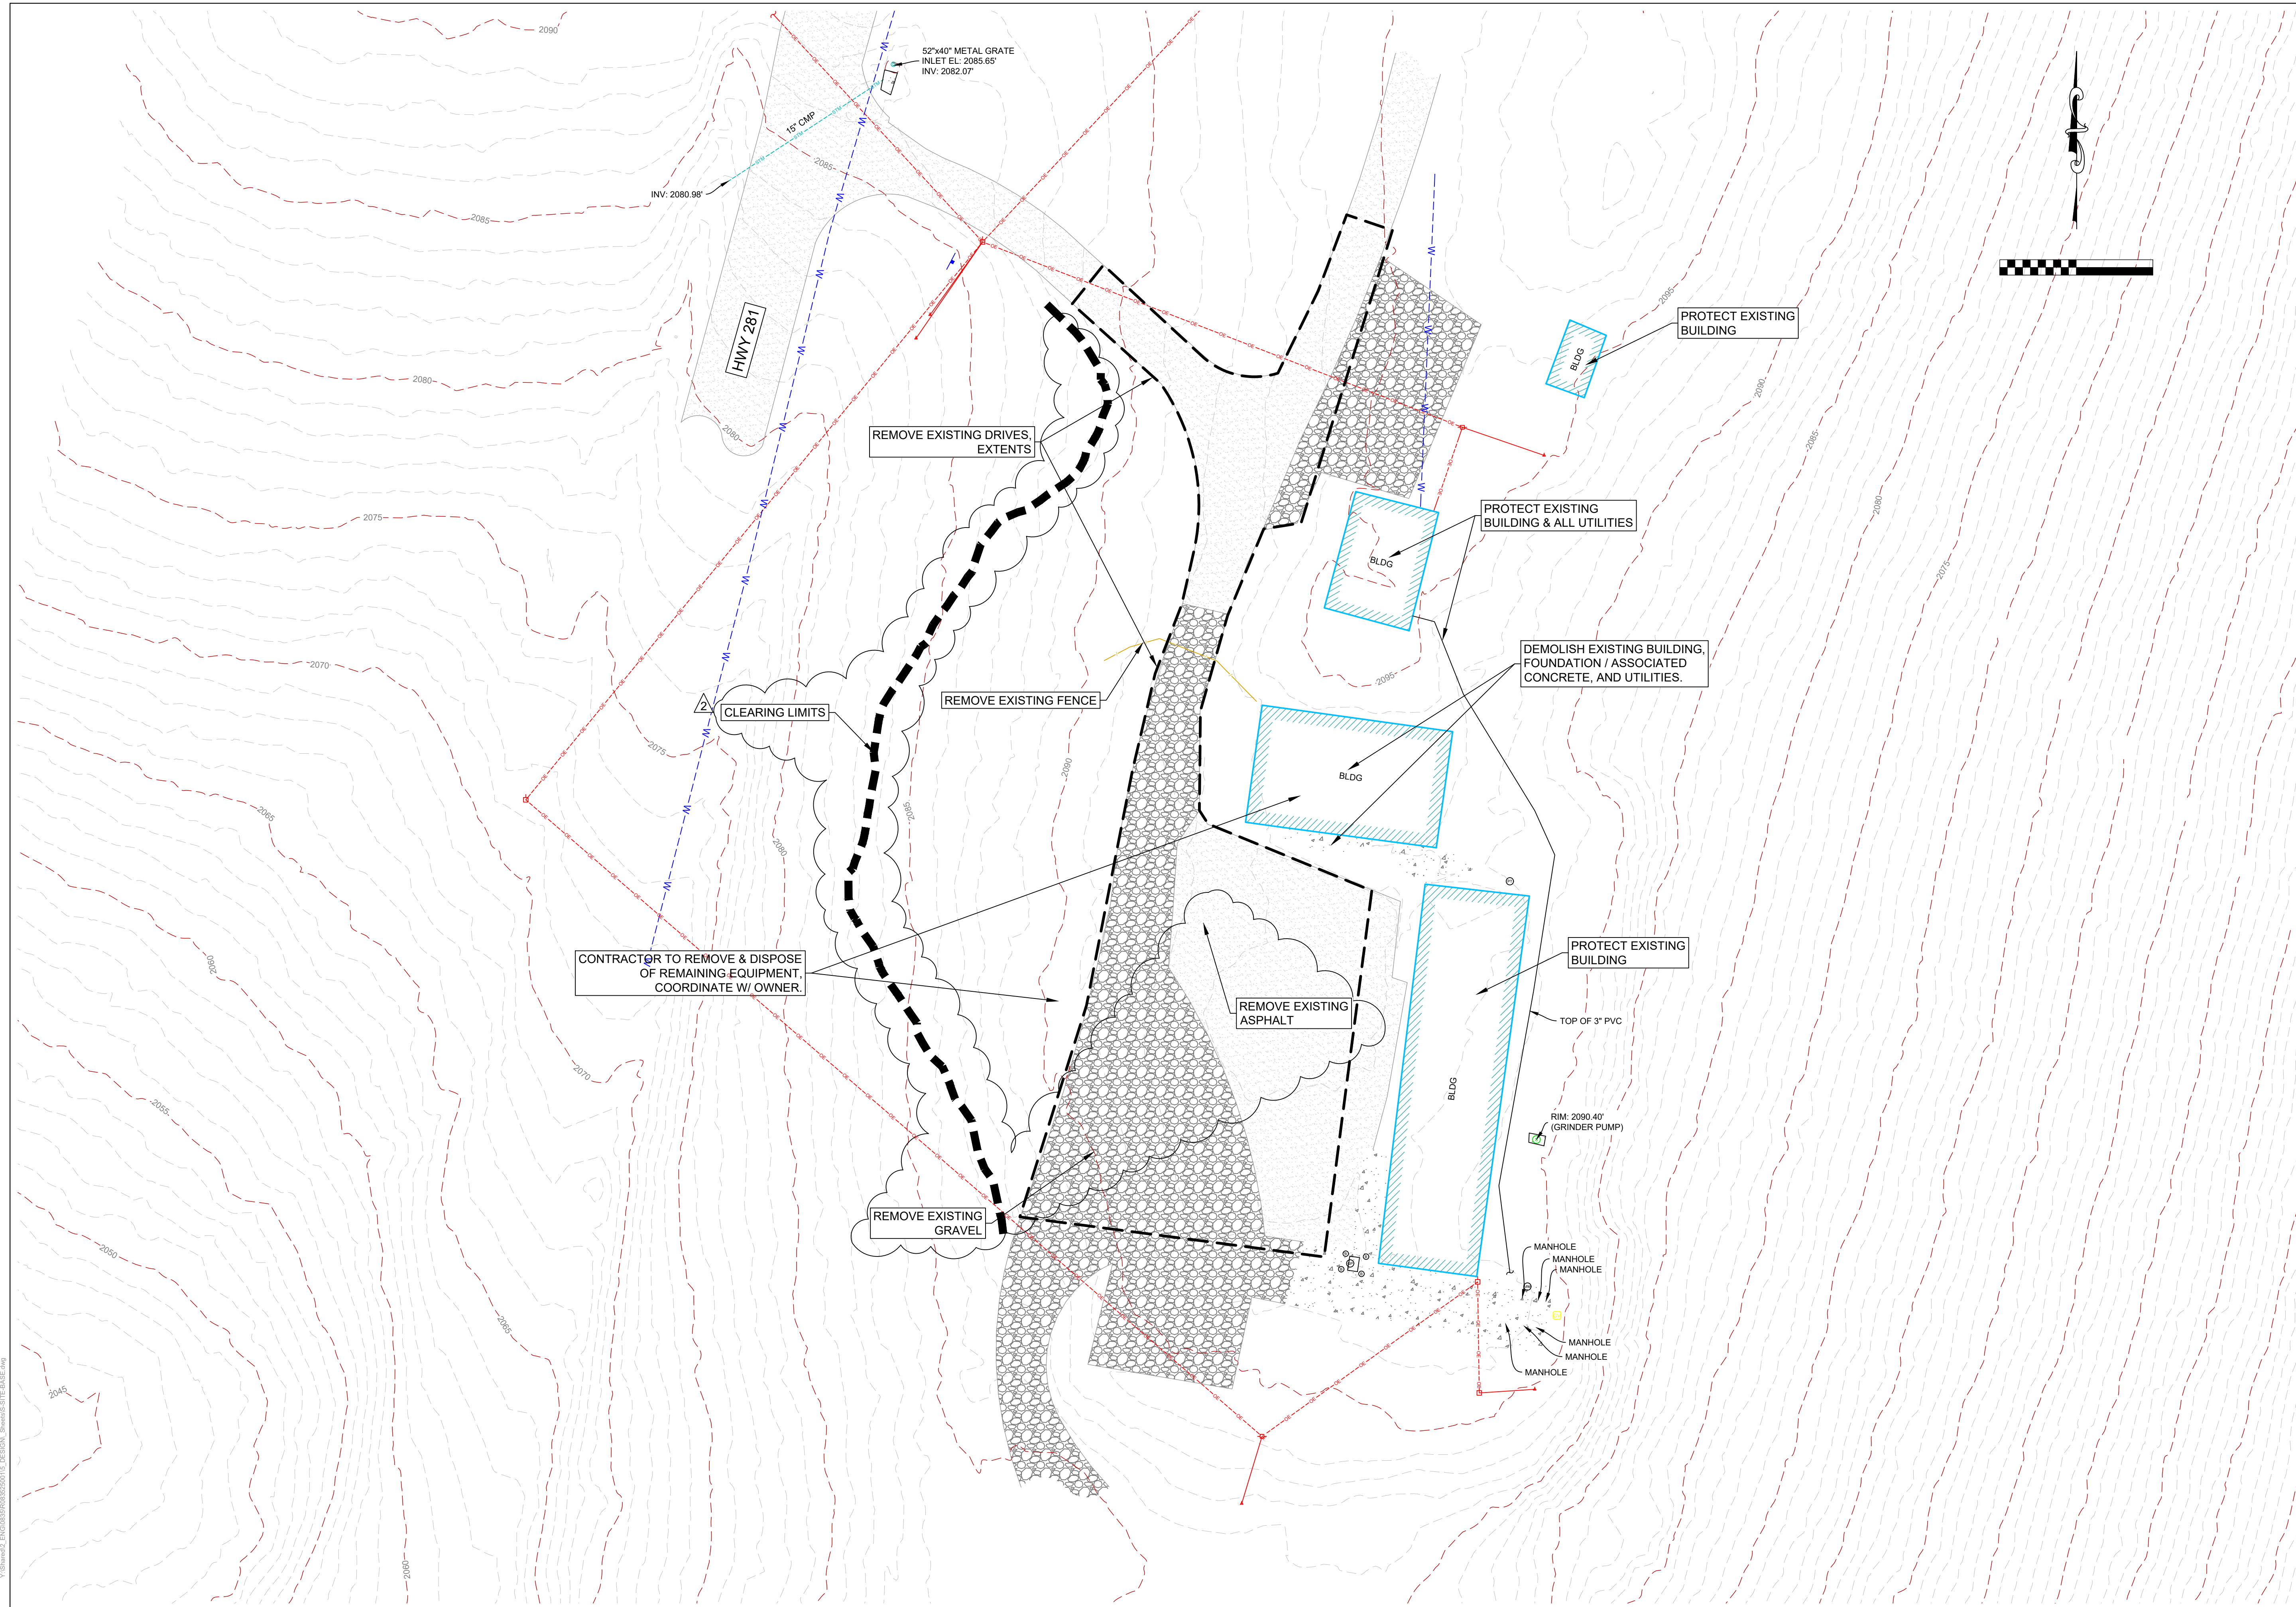 2090
52"x40" METAL GRATE
INLET EL: 2085.65'
INV: 2082.07'
15" CMP
2085
INV: 2080.98'
2085
HWY 281
2080
2080
2095
PROTECT EXISTING
BUILDING
BLDG
2090
2085
REMOVE EXISTING DRIVES,
EXTENTS
2075
2080
PROTECT EXISTING
BUILDING & ALL UTILITIES
BLDG
2075
2070
DEMOLISH EXISTING BUILDING,
FOUNDATION / ASSOCIATED
CONCRETE, AND UTILITIES.
2095
REMOVE EXISTING FENCE
2
CLEARING LIMITS
2075
2090
BLDG
2065
2085
2080
CONTRACTOR TO REMOVE & DISPOSE
OF REMAINING EQUIPMENT,
COORDINATE W/ OWNER.
2060
PROTECT EXISTING
BUILDING
REMOVE EXISTING
ASPHALT
TOP OF 3" PVC
2070
BLDG
2055
RIM: 2090.40'
(GRINDER PUMP)
REMOVE EXISTING
GRAVEL
2050
MANHOLE
MANHOLE
MANHOLE
2065
MANHOLE
MANHOLE
MANHOLE
2045
2060
W
OE
STM